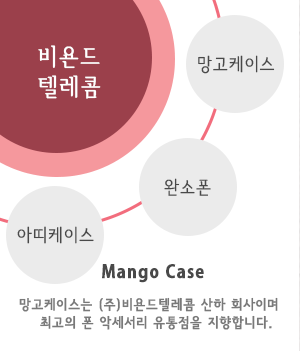 비욘드
텔레콤
망고케이스
완소폰
아띠케이스
Mango Case
망고케이스는 (주)비욘드텔레콤 산하 회사이며
최고의 폰 악세서리 유통점을 지향합니다.